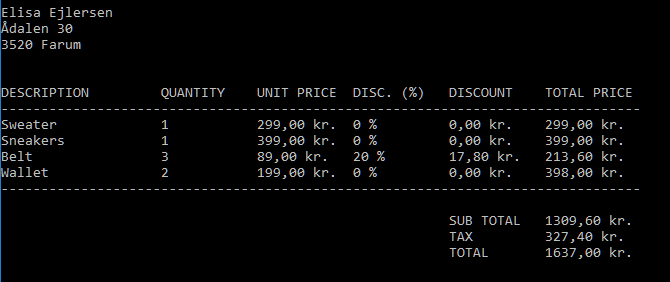 Elisa Ejlersen
Ådalen 30
3520 Farum
DESCRIPTION QUANTITY UNIT PRICE DISC. (%) DISCOUNT TOTAL PRICE
--------------------------------------------------------------------------------
Sweater 1 299,00 kr. 0 % 0,00 kr. 299,00 kr.
Sneakers 1 399,00 kr. 0 % 0,00 kr. 399,00 kr.
Belt 3 89,00 kr. 20 % 17,80 kr. 213,60 kr.
Wallet 2 199,00 kr. 0 % 0,00 kr. 398,00 kr.
--------------------------------------------------------------------------------
SUB TOTAL 1309,60 kr.
TAX 327,40 kr.
TOTAL 1637,00 kr.